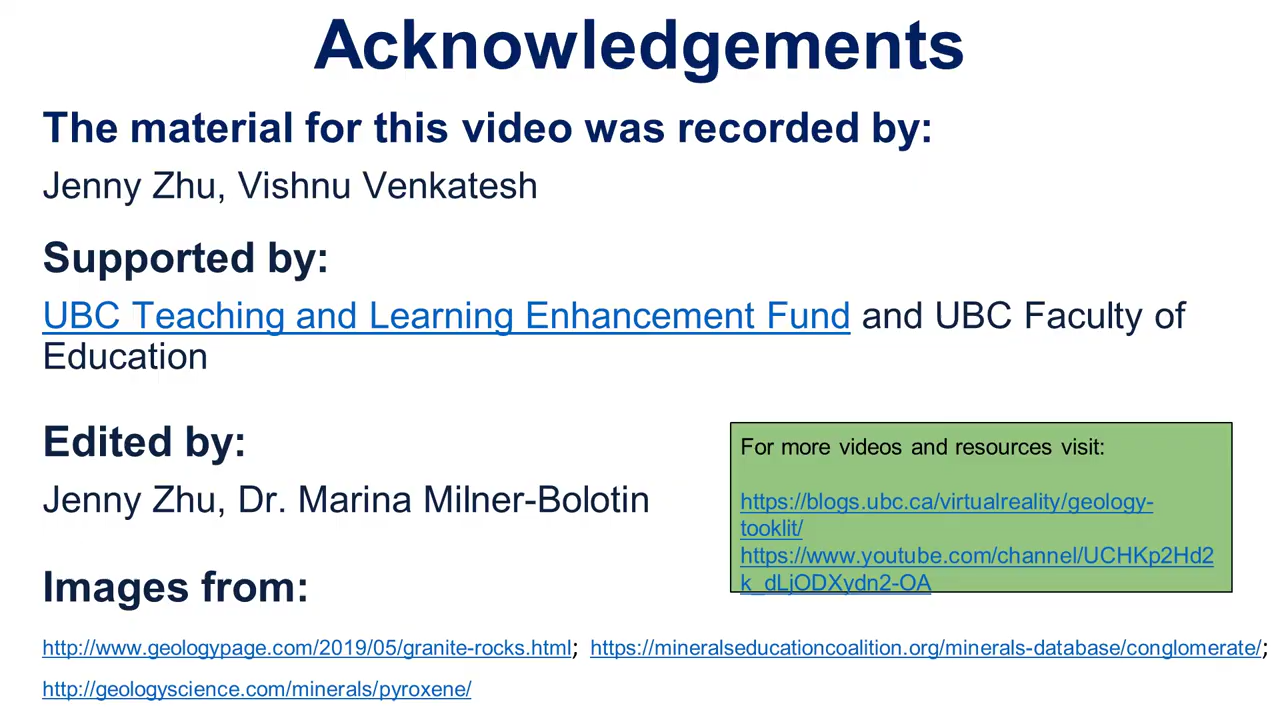 Acknowledgements
The material for this video was recorded by:
Jenny Zhu, Vishnu Venkatesh
Supported by:
UBC Teaching and Learning Enhancement Fund and UBC Faculty of
Education
Edited by:
Jenny Zhu, Dr. Marina Milner-Bolotin
For more videos and resources visit:
https://blogs.ubc.ca/virtualreality/geology-
tooklit/
https://www.youtube.com/channel/UCHKp2Hd2
k_dLjODXydn2-OA
Images from:
http://www.geologypage.com/2019/05/granite-rocks.html; https://mineralseducationcoalition.org/minerals-database/conglomerate/;
http://geologyscience.com/minerals/pyroxene/